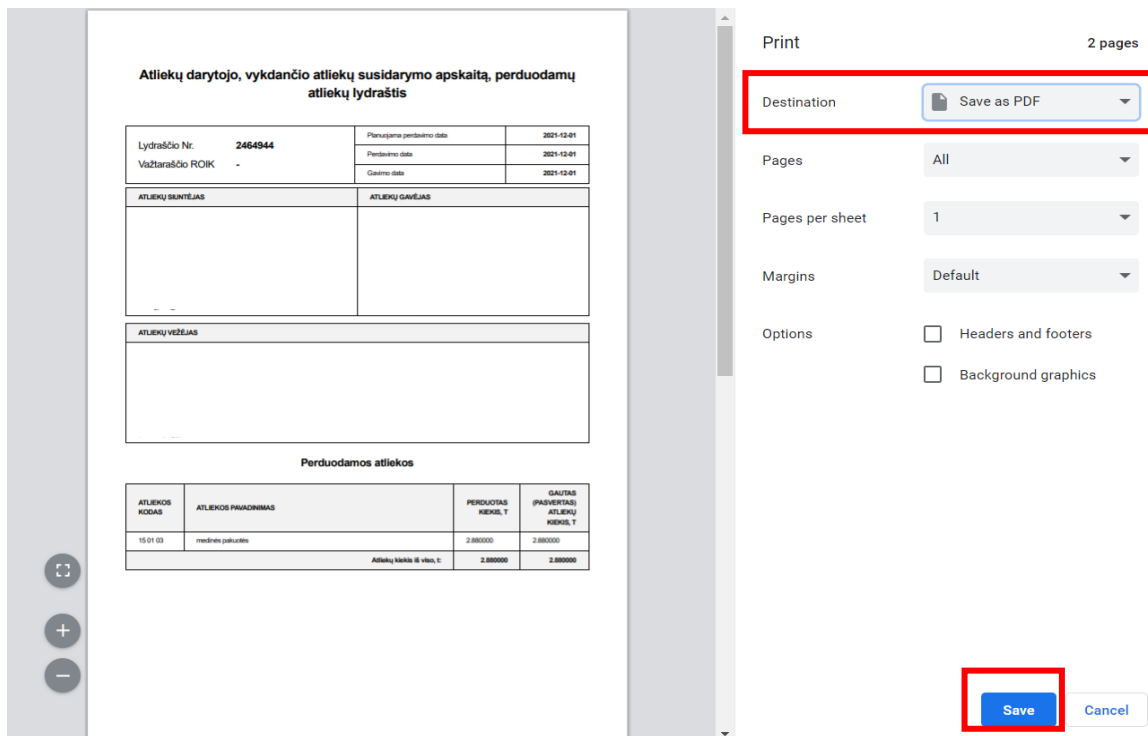 Atliekų darytojo, vykdančio atliekų susidarymo apskaitą, perduodamų
atliekų lydraštis
Lydraščio Nr. 2464944
Važtaraščio ROIK -
Planuojama perdavimo data 2021-12-01
Perdavimo data 2021-12-01
Gavimo data 2021-12-01
ATLIEKŲ SIUNTĖJAS ATLIEKŲ GAVĖJAS
ATLIEKŲ VEŽĖJAS
Perduodamos atliekos
ATLIEKOS
KODAS
ATLIEKOS PAVADINIMAS
PERDUOTAS
KIEKIS, T
GAUTAS
(PASVERTAS)
ATLIEKŲ
KIEKIS, T
15 01 03 medinės pakuotės 2.880000 2.880000
Atliekų kiekis iš viso, t: 2.880000 2.880000
Print 2 pages
Destination Save as PDF
Pages All
Pages per sheet 1
Margins Default
Options Headers and footers
Background graphics
Save Cancel